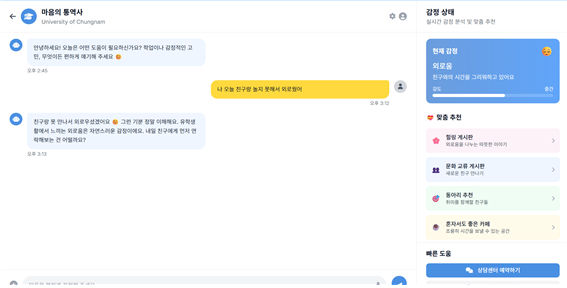 마음의 통역사
University of Chungnam
안녕하세요! 오늘은 어떤 도움이 필요하신가요? 학업이나 감정적인 고
민, 무엇이든 편하게 얘기해 주세요
오후 2:45
나 오늘 친구랑 놀지 못해서 외로웠어
오후 3:12
친구랑 못 만나서 외로우셨겠어요 그런 기분 정말 이해해요. 유학생
활에서 느끼는 외로움은 자연스러운 감정이에요. 내일 친구에게 먼저 연
락해보는 건 어떨까요?
오후 3:13
감정 상태
실시간 감정 분석 및 맞춤 추천
현재 감정
외로움
친구와의 시간을 그리워하고 있어요
강도
중간
맞춤 추천
힐링 게시판
외로움을 나누는 따뜻한 이야기
문화 교류 게시판
새로운 친구 만나기
동아리 추천
취미를 함께할 친구들
혼자서도 좋은 카페
조용히 시간을 보낼 수 있는 공간
빠른 도움
상담센터 예약하기